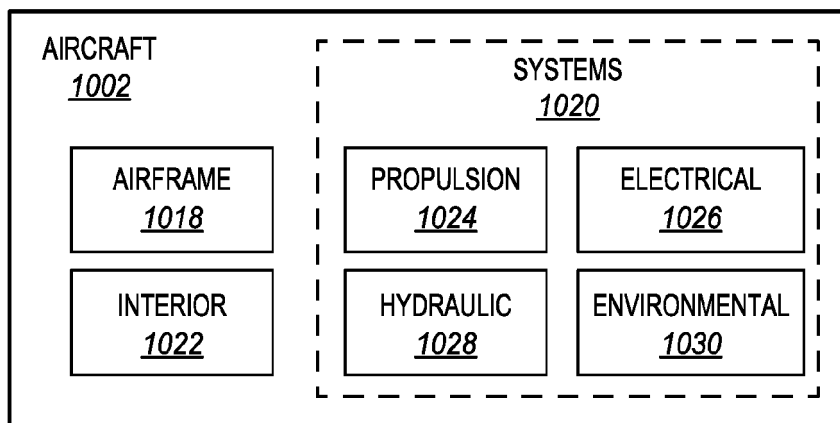 AIRCRAFT
1002
SYSTEMS
1020
AIRFRAME
1018
PROPULSION
1024
ELECTRICAL
1026
INTERIOR
1022
HYDRAULIC
1028
ENVIRONMENTAL
1030